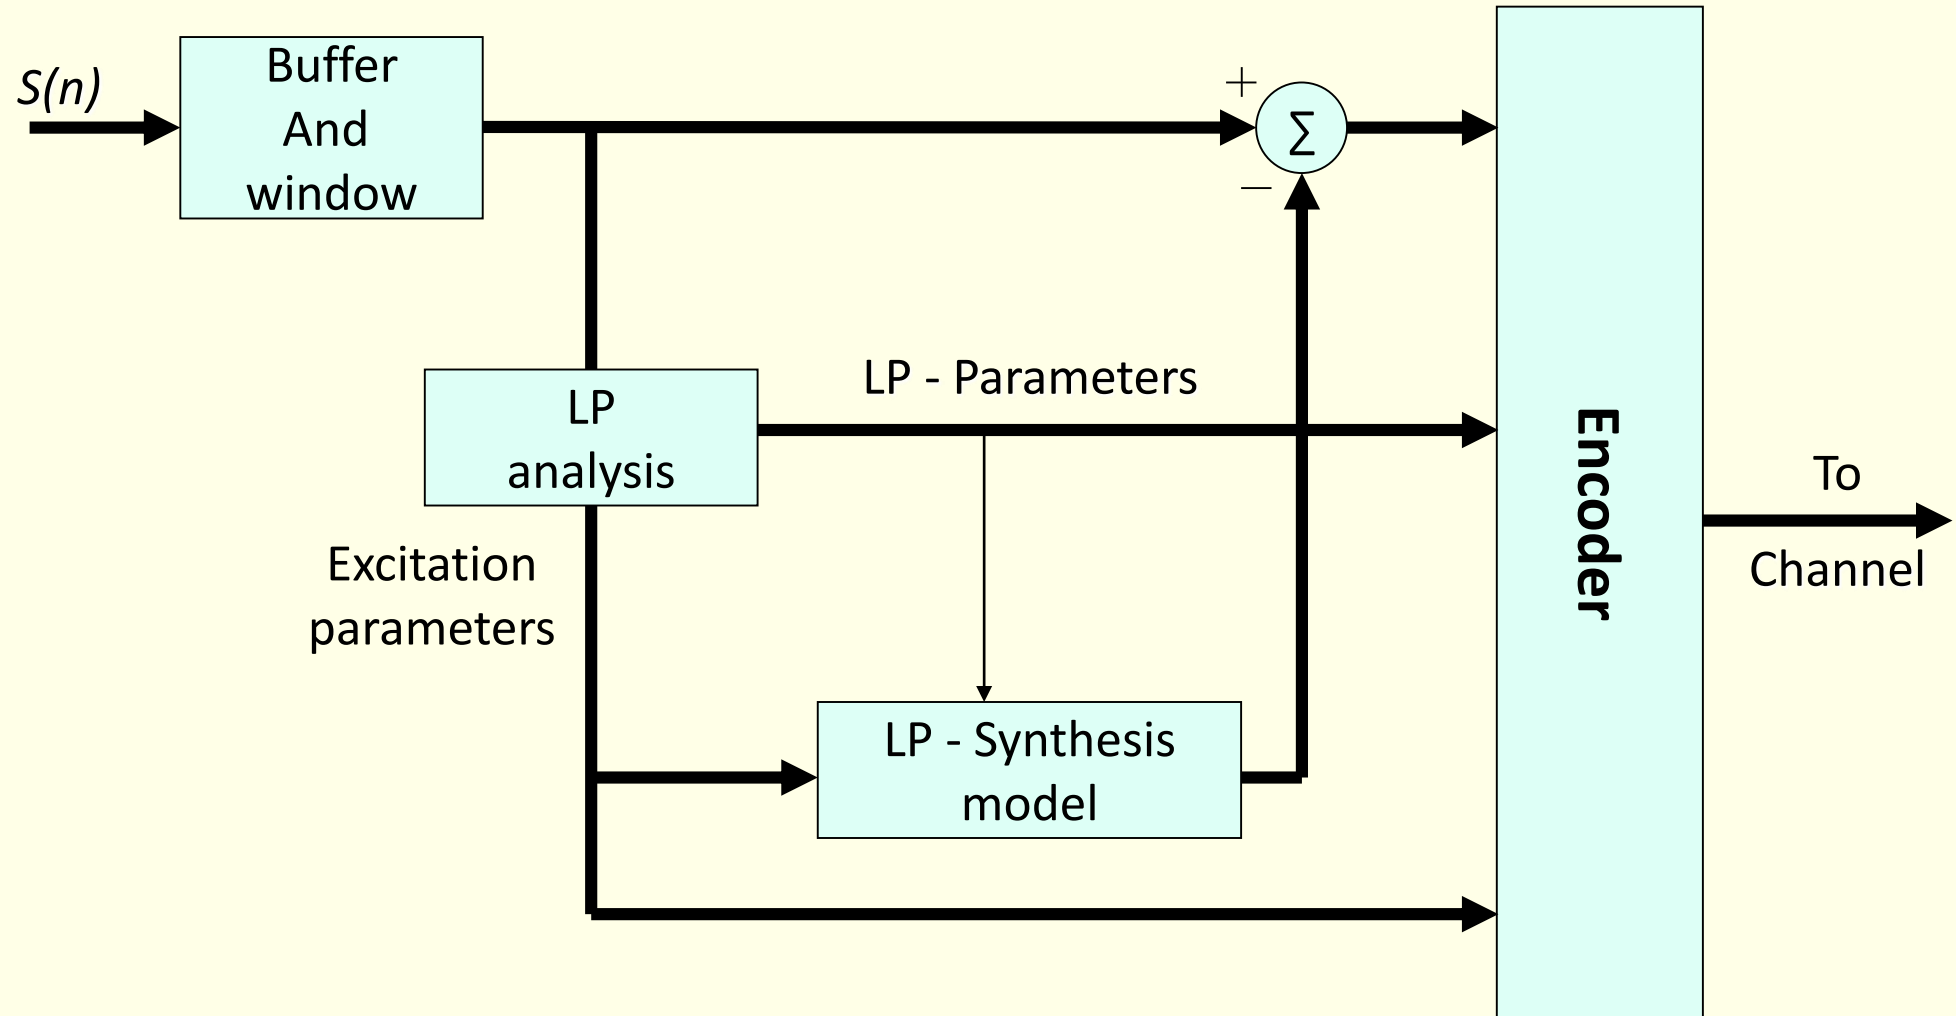 S(n)
Buffer
And
window
+
∑
–
LP
analysis
LP - Parameters
Excitation
parameters
LP - Synthesis
model
Encoder
To
Channel